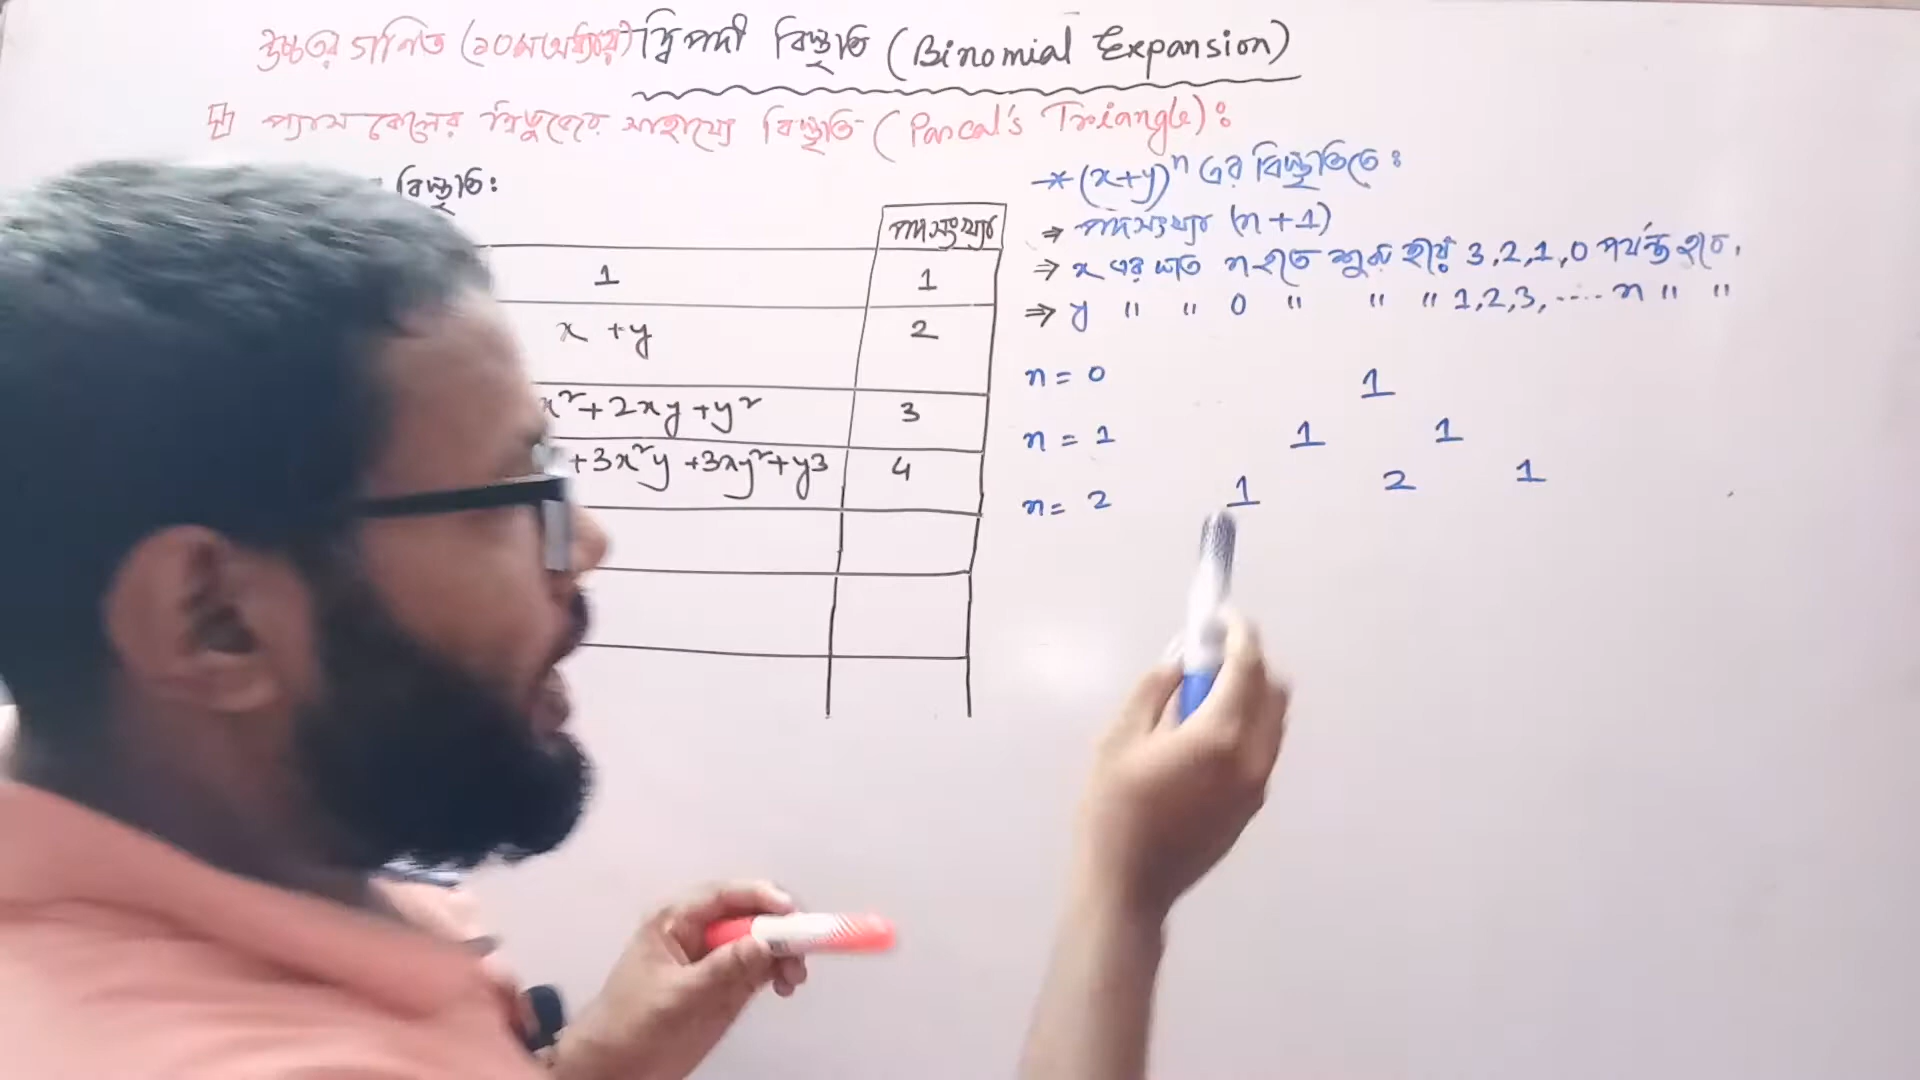 উচ্চতর গণিত (১০ম অধ্যায়) দ্বিপদী বিস্তৃতি (Binomial Expansion)
প্যাসকেলের ত্রিভুজের সাহায্যে বিস্তৃতি (Pascal's Triangle):
বিস্তৃতি:
পদসংখ্যা
1 1
x + y 2
x² + 2xy + y² 3
+ 3x²y + 3xy² + y3 4
* (x+y)ⁿ এর বিস্তৃতিতে:
⇒ পদসংখ্যা (n + 1)
⇒ x এর ঘাত n হতে শুরু হয়ে 3,2,1,0 পর্যন্ত হবে,
⇒ y " " 0 " " " 1,2,3,.... n " "
n = 0 1
n = 1 1 1
n = 2 1 2 1